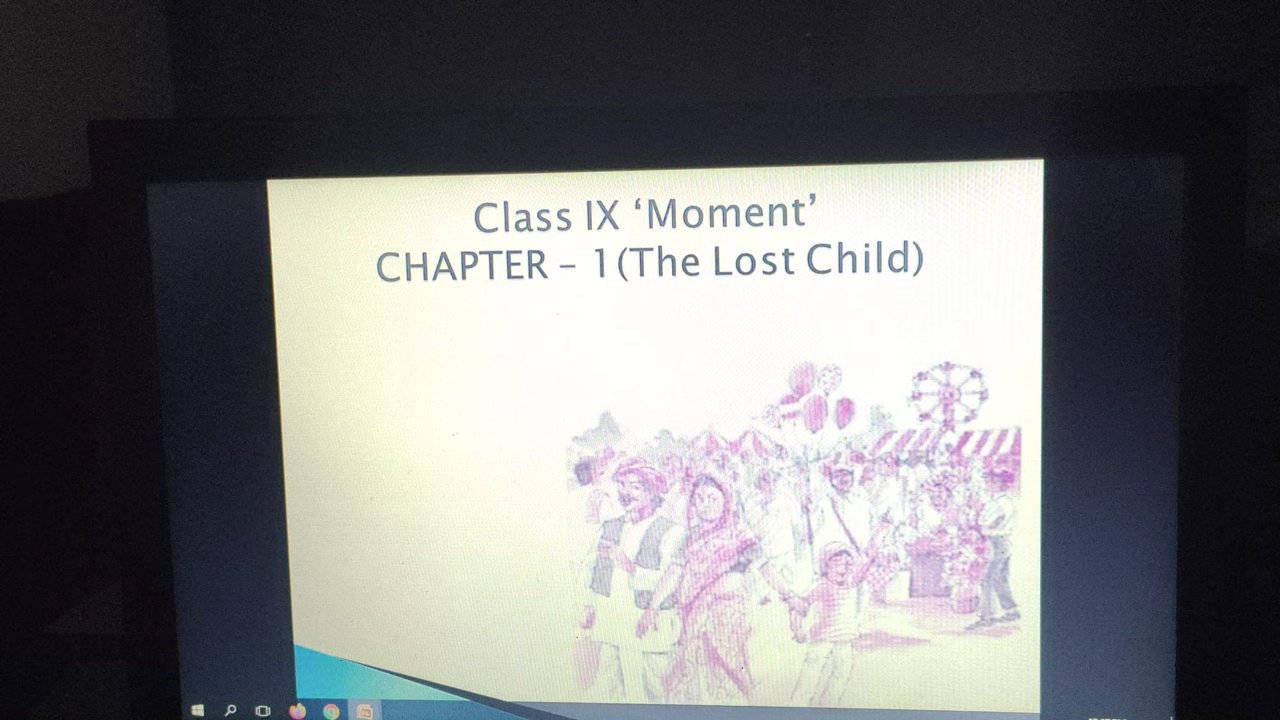 Class IX ‘Moment’
CHAPTER – 1(The Lost Child)